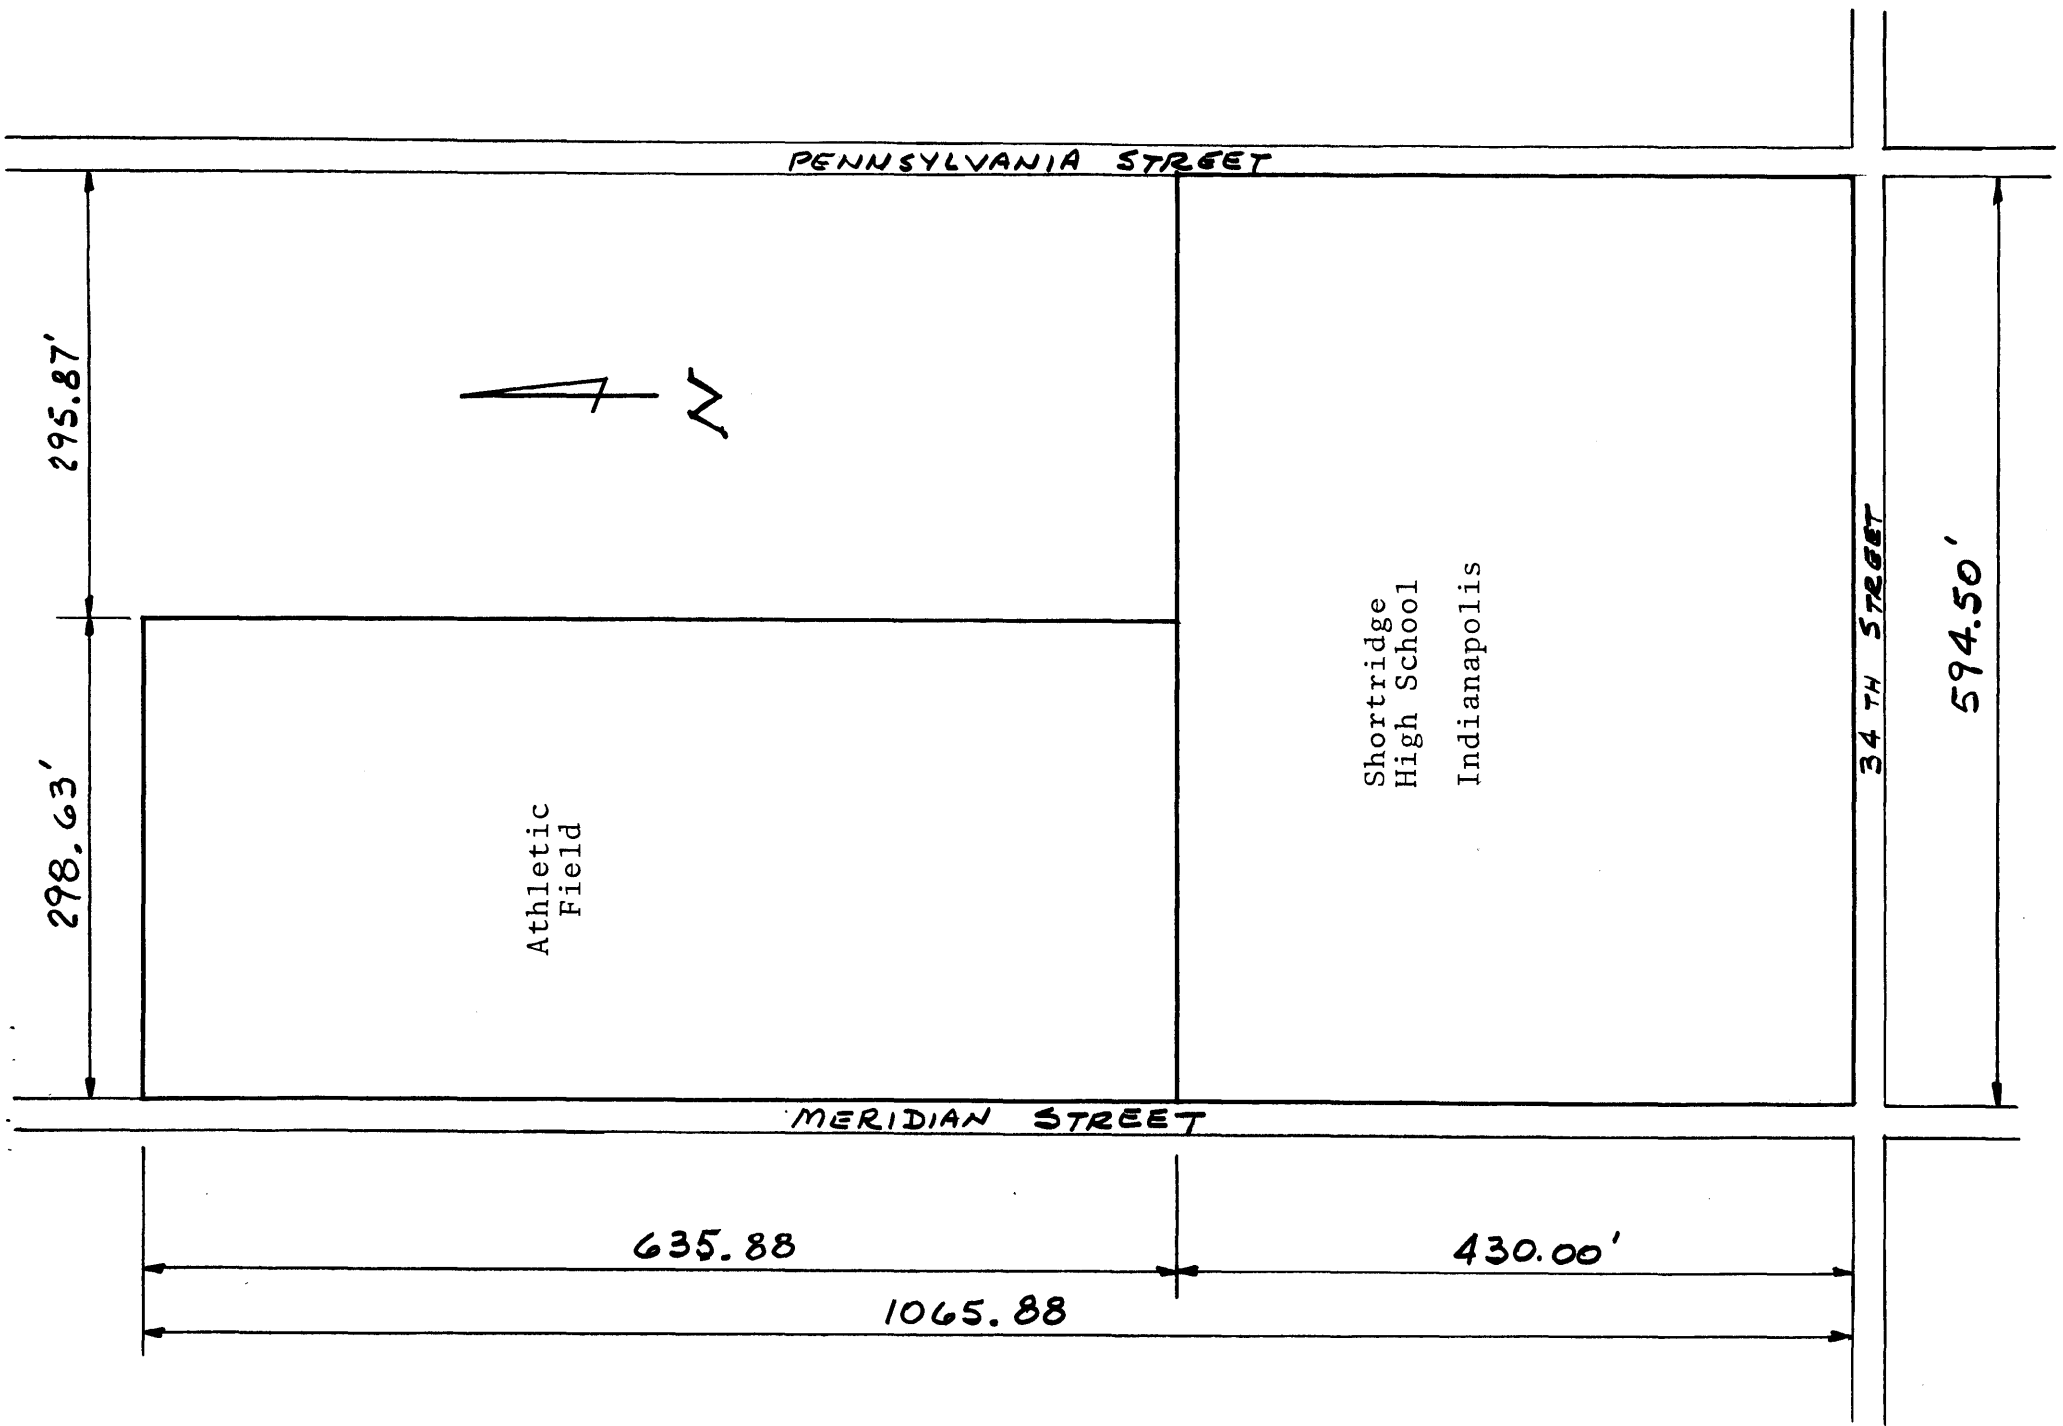 PENNSYLVANIA STREET
295.87'
N
298.63'
Athletic
Field
Shortridge
High School
Indianapolis
34 TH STREET
594.50'
MERIDIAN STREET
635.88
430.00'
1065.88